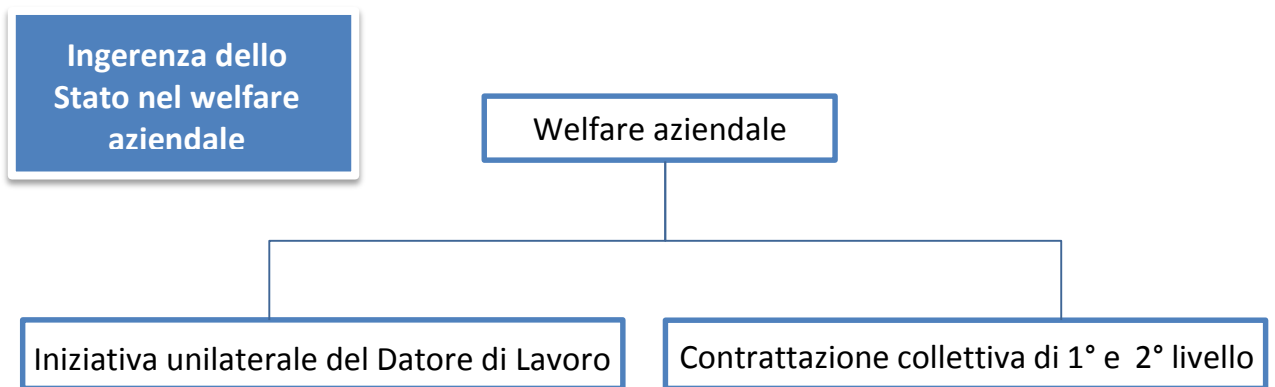 Ingerenza dello
Stato nel welfare
aziendale
Welfare aziendale
Iniziativa unilaterale del Datore di Lavoro
Contrattazione collettiva di 1° e 2° livello